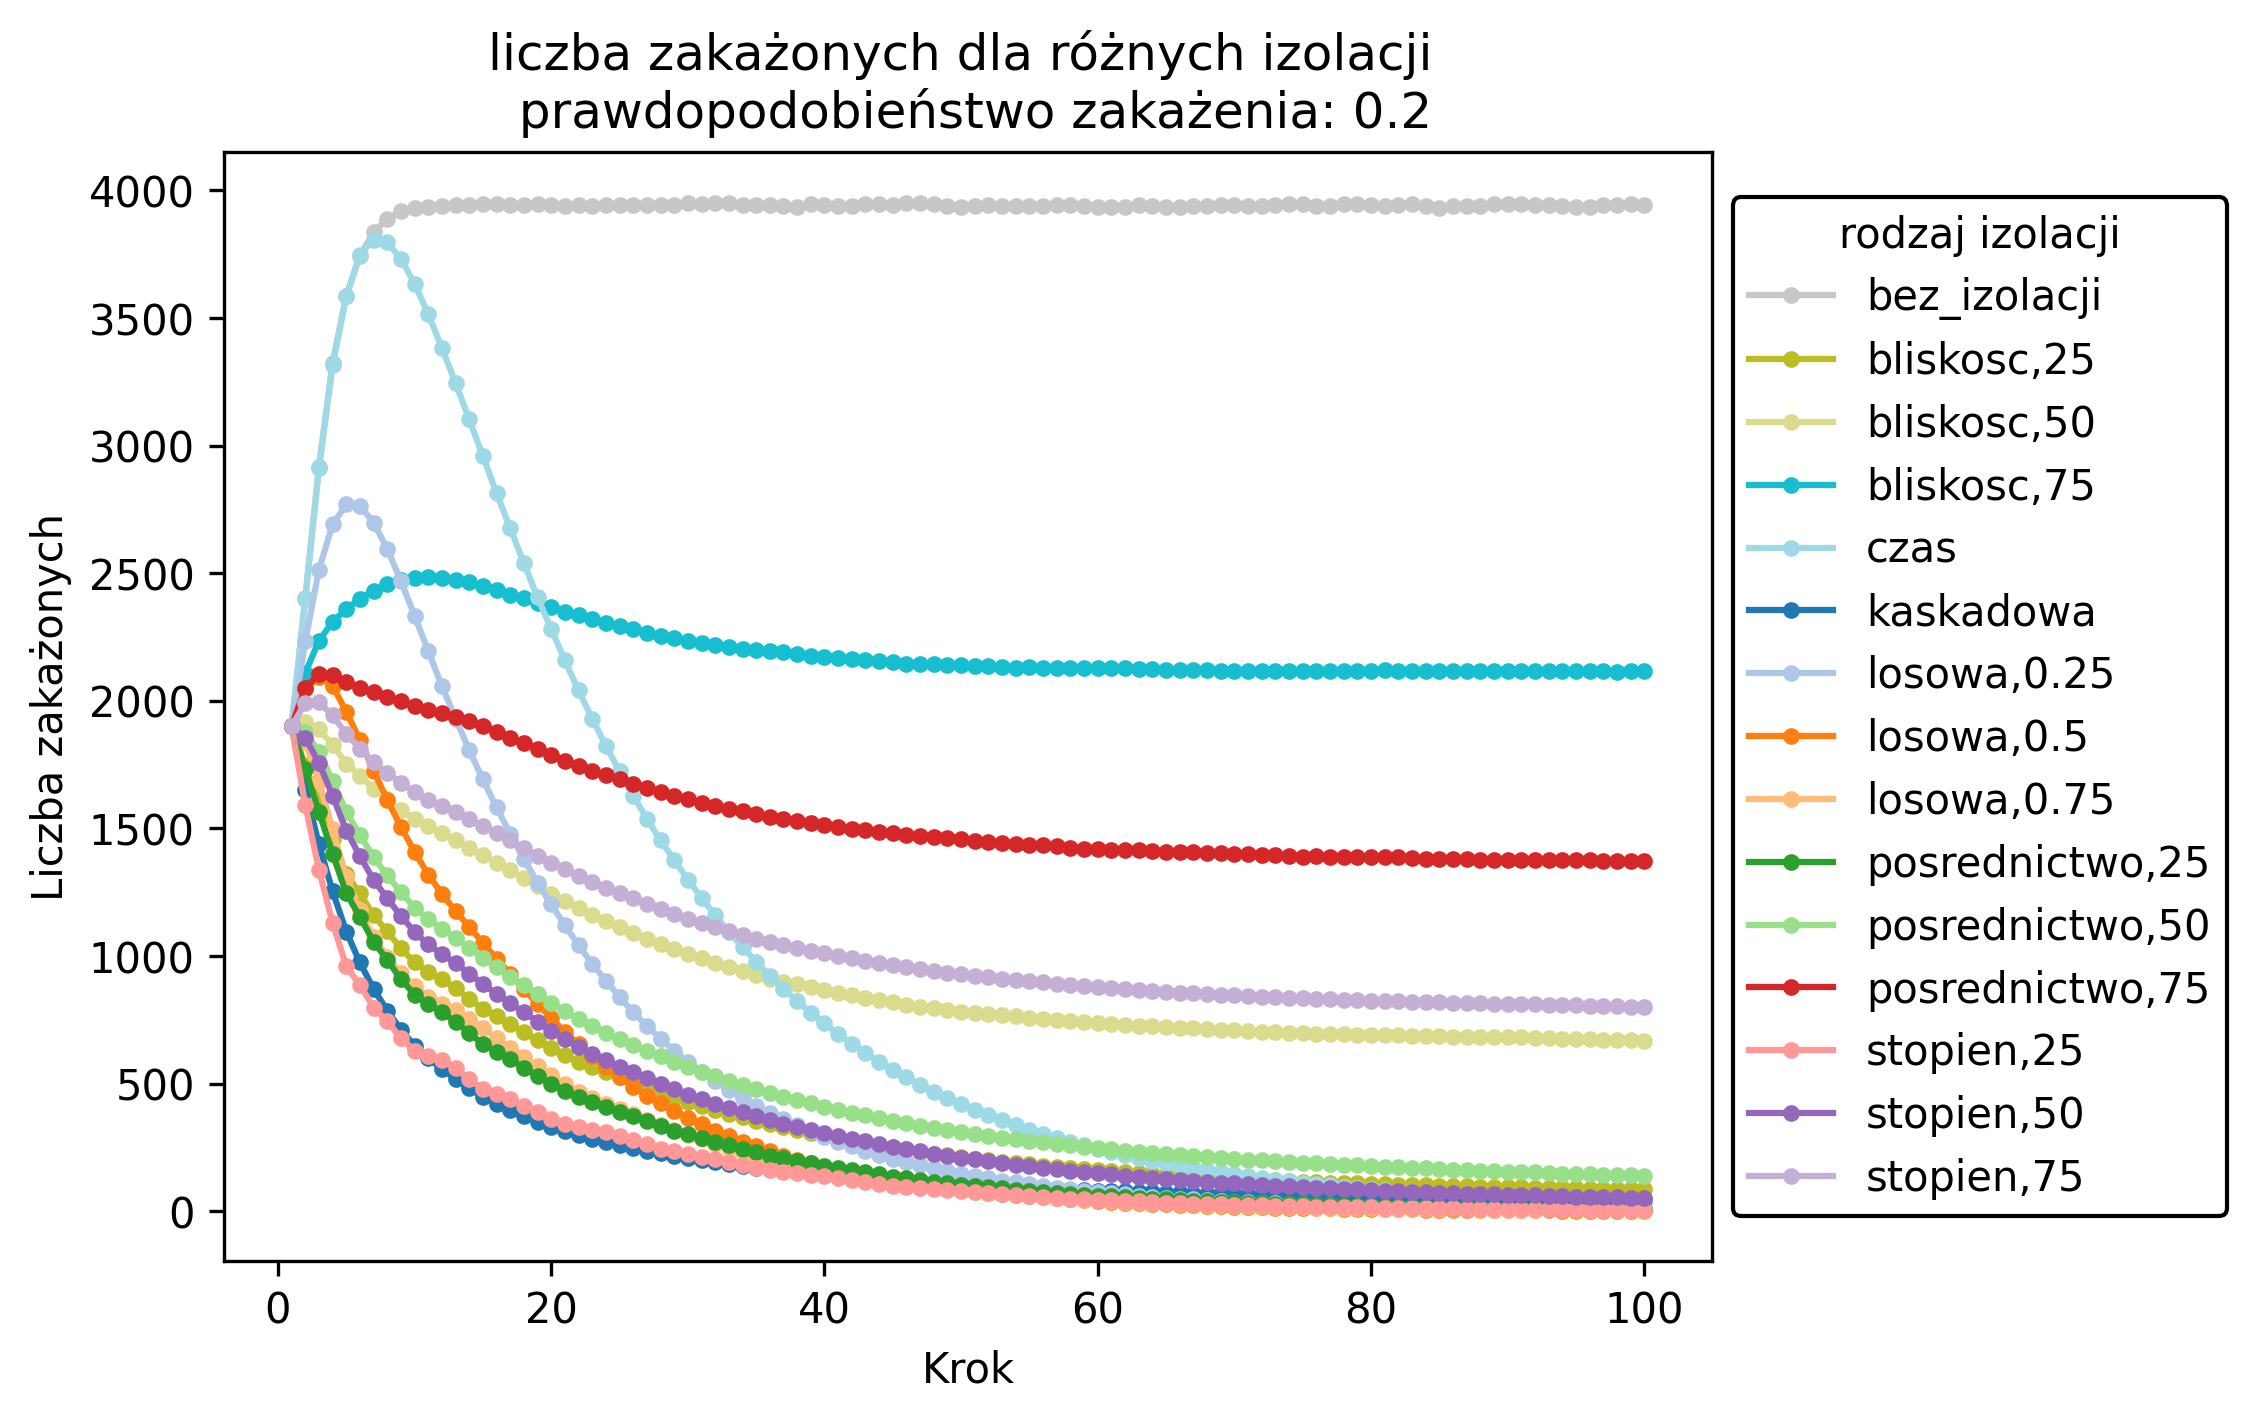 liczba zakażonych dla różnych izolacji
prawdopodobieństwo zakażenia: 0.2
Liczba zakażonych
4000
3500
3000
2500
2000
1500
1000
500
0
0 20 40 60 80 100
Krok
rodzaj izolacji
bez_izolacji
bliskosc,25
bliskosc,50
bliskosc,75
czas
kaskadowa
losowa,0.25
losowa,0.5
losowa,0.75
posrednictwo,25
posrednictwo,50
posrednictwo,75
stopien,25
stopien,50
stopien,75